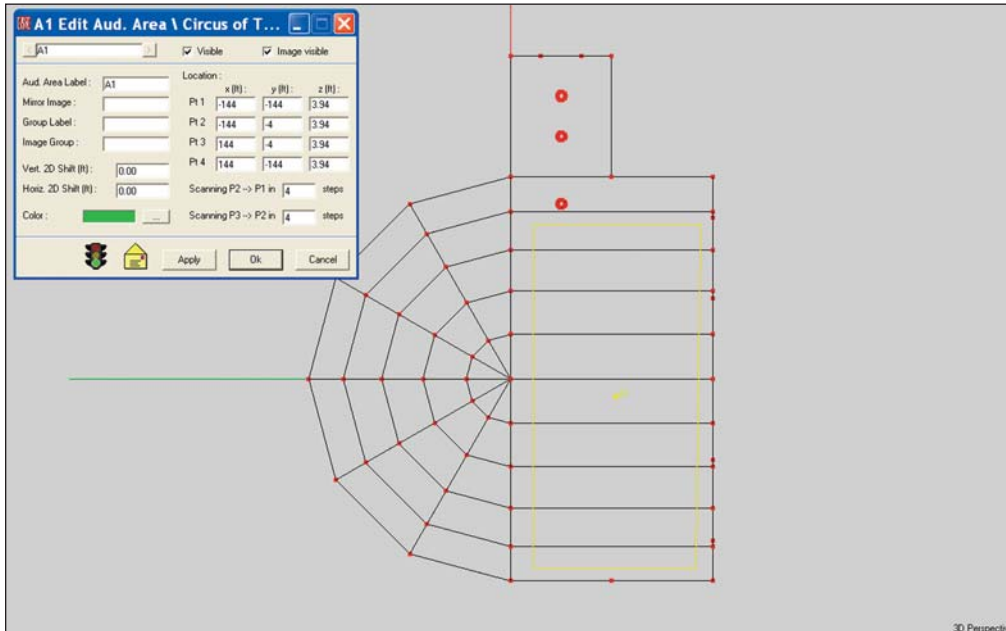 A1 Edit Aud. Area \ Circus of T...
A1
Visible
Image visible
Aud. Area Label : A1
Mirror Image :
Group Label :
Image Group :
Vert. 2D Shift (ft) : 0.00
Horiz. 2D Shift (ft) : 0.00
Color : ...
Location :
x (ft) : y (ft) : z (ft) :
Pt 1 -144 -144 3.94
Pt 2 -144 -4 3.94
Pt 3 144 -4 3.94
Pt 4 144 -144 3.94
Scanning P2 --> P1 in 4 steps
Scanning P3 --> P2 in 4 steps
Apply Ok Cancel
3D Perspecti